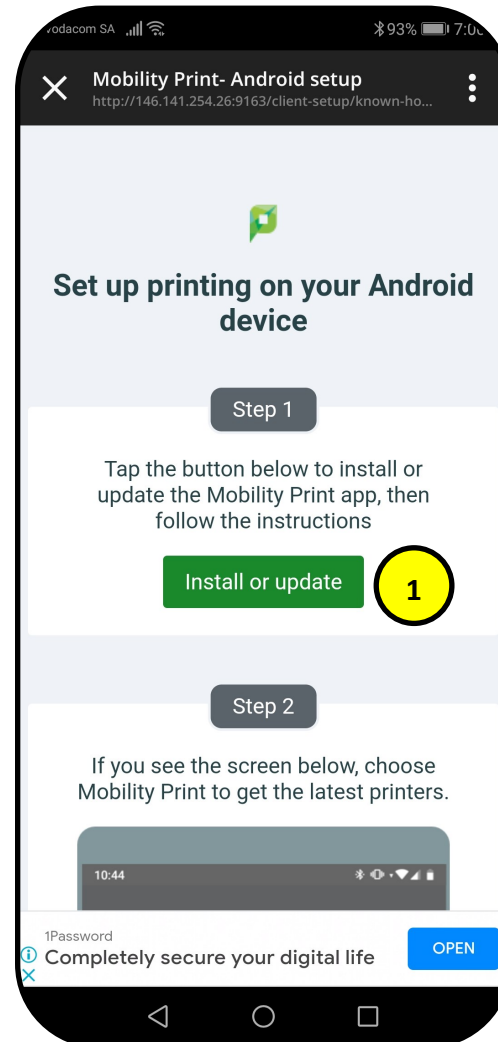 vodacom SA 93% 7:0
Mobility Print- Android setup
http://146.141.254.26:9163/client-setup/known-ho...
Set up printing on your Android
device
Step 1
Tap the button below to install or
update the Mobility Print app, then
follow the instructions
Install or update
1
Step 2
If you see the screen below, choose
Mobility Print to get the latest printers.
10:44
1Password
Completely secure your digital life
OPEN